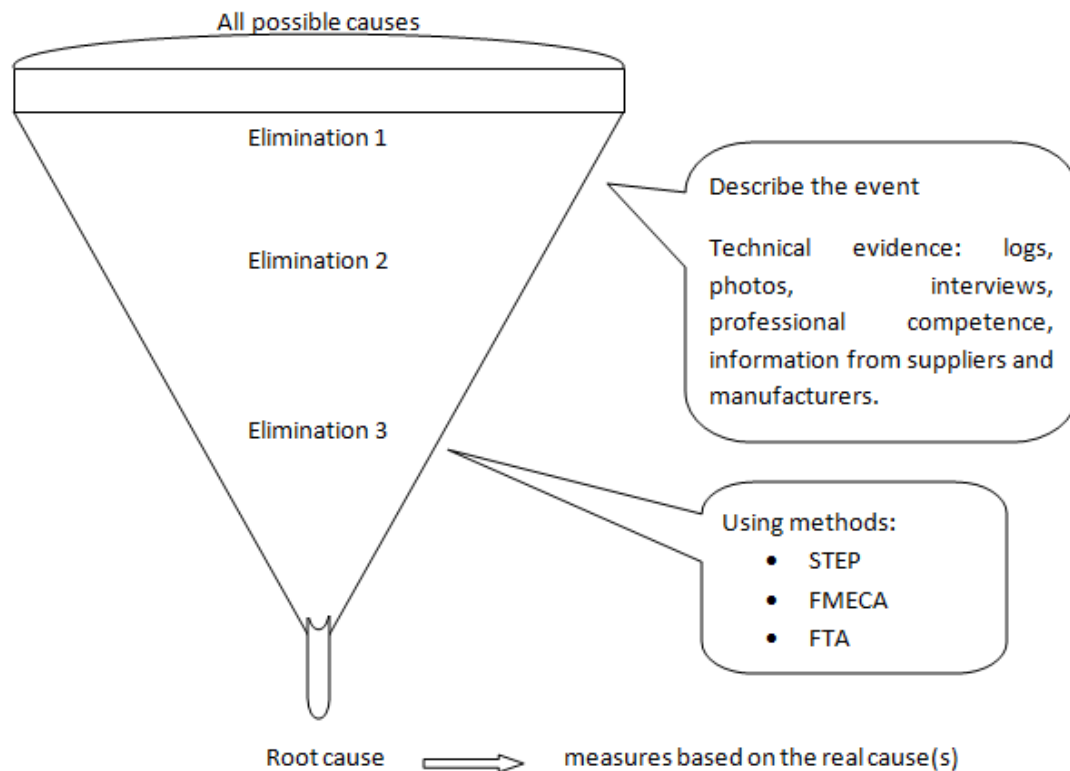 All possible causes
Elimination 1
Elimination 2
Elimination 3
Describe the event
Technical evidence: logs,
photos, interviews,
professional competence,
information from suppliers and
manufacturers.
Using methods:
• STEP
• FMECA
• FTA
Root cause
measures based on the real cause(s)